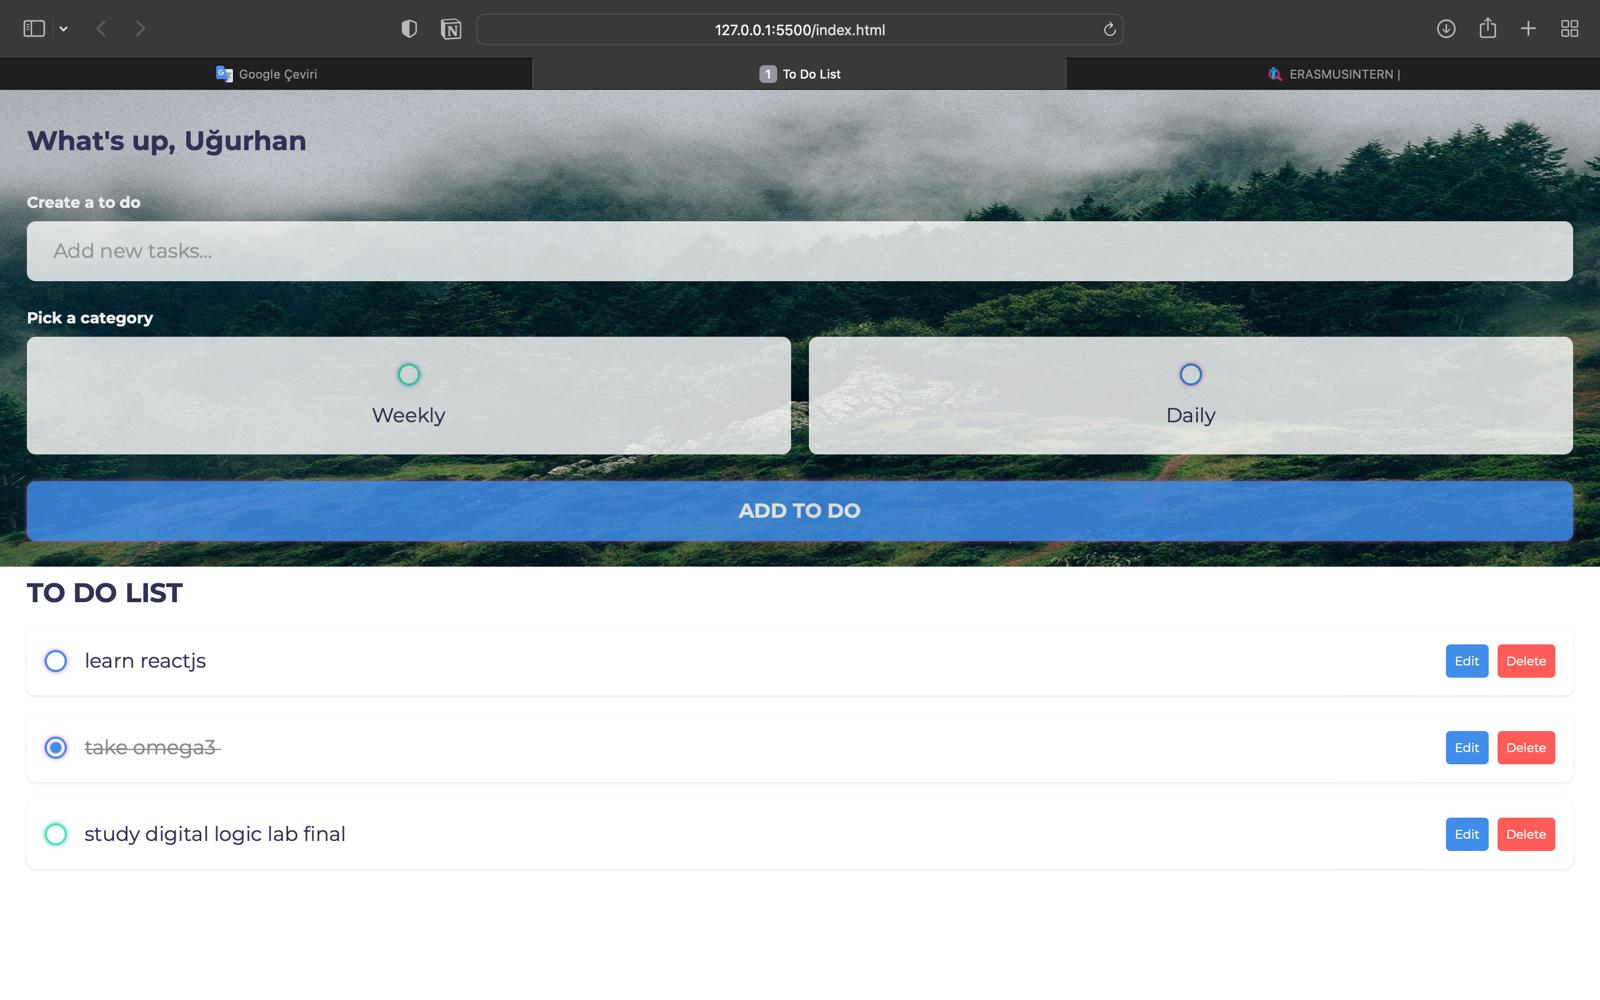 127.0.0.1:5500/index.html
Google Çeviri
1 To Do List
ERASMUSINTERN |
What's up, Uğurhan
Create a to do
Add new tasks...
Pick a category
Weekly
Daily
ADD TO DO
TO DO LIST
learn reactjs
Edit Delete
take omega3
Edit Delete
study digital logic lab final
Edit Delete